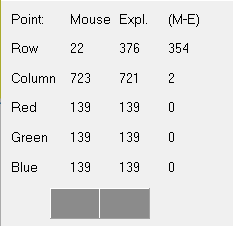 Point: Mouse Expl. (M-E)
Row 22 376 354
Column 723 721 2
Red 139 139 0
Green 139 139 0
Blue 139 139 0